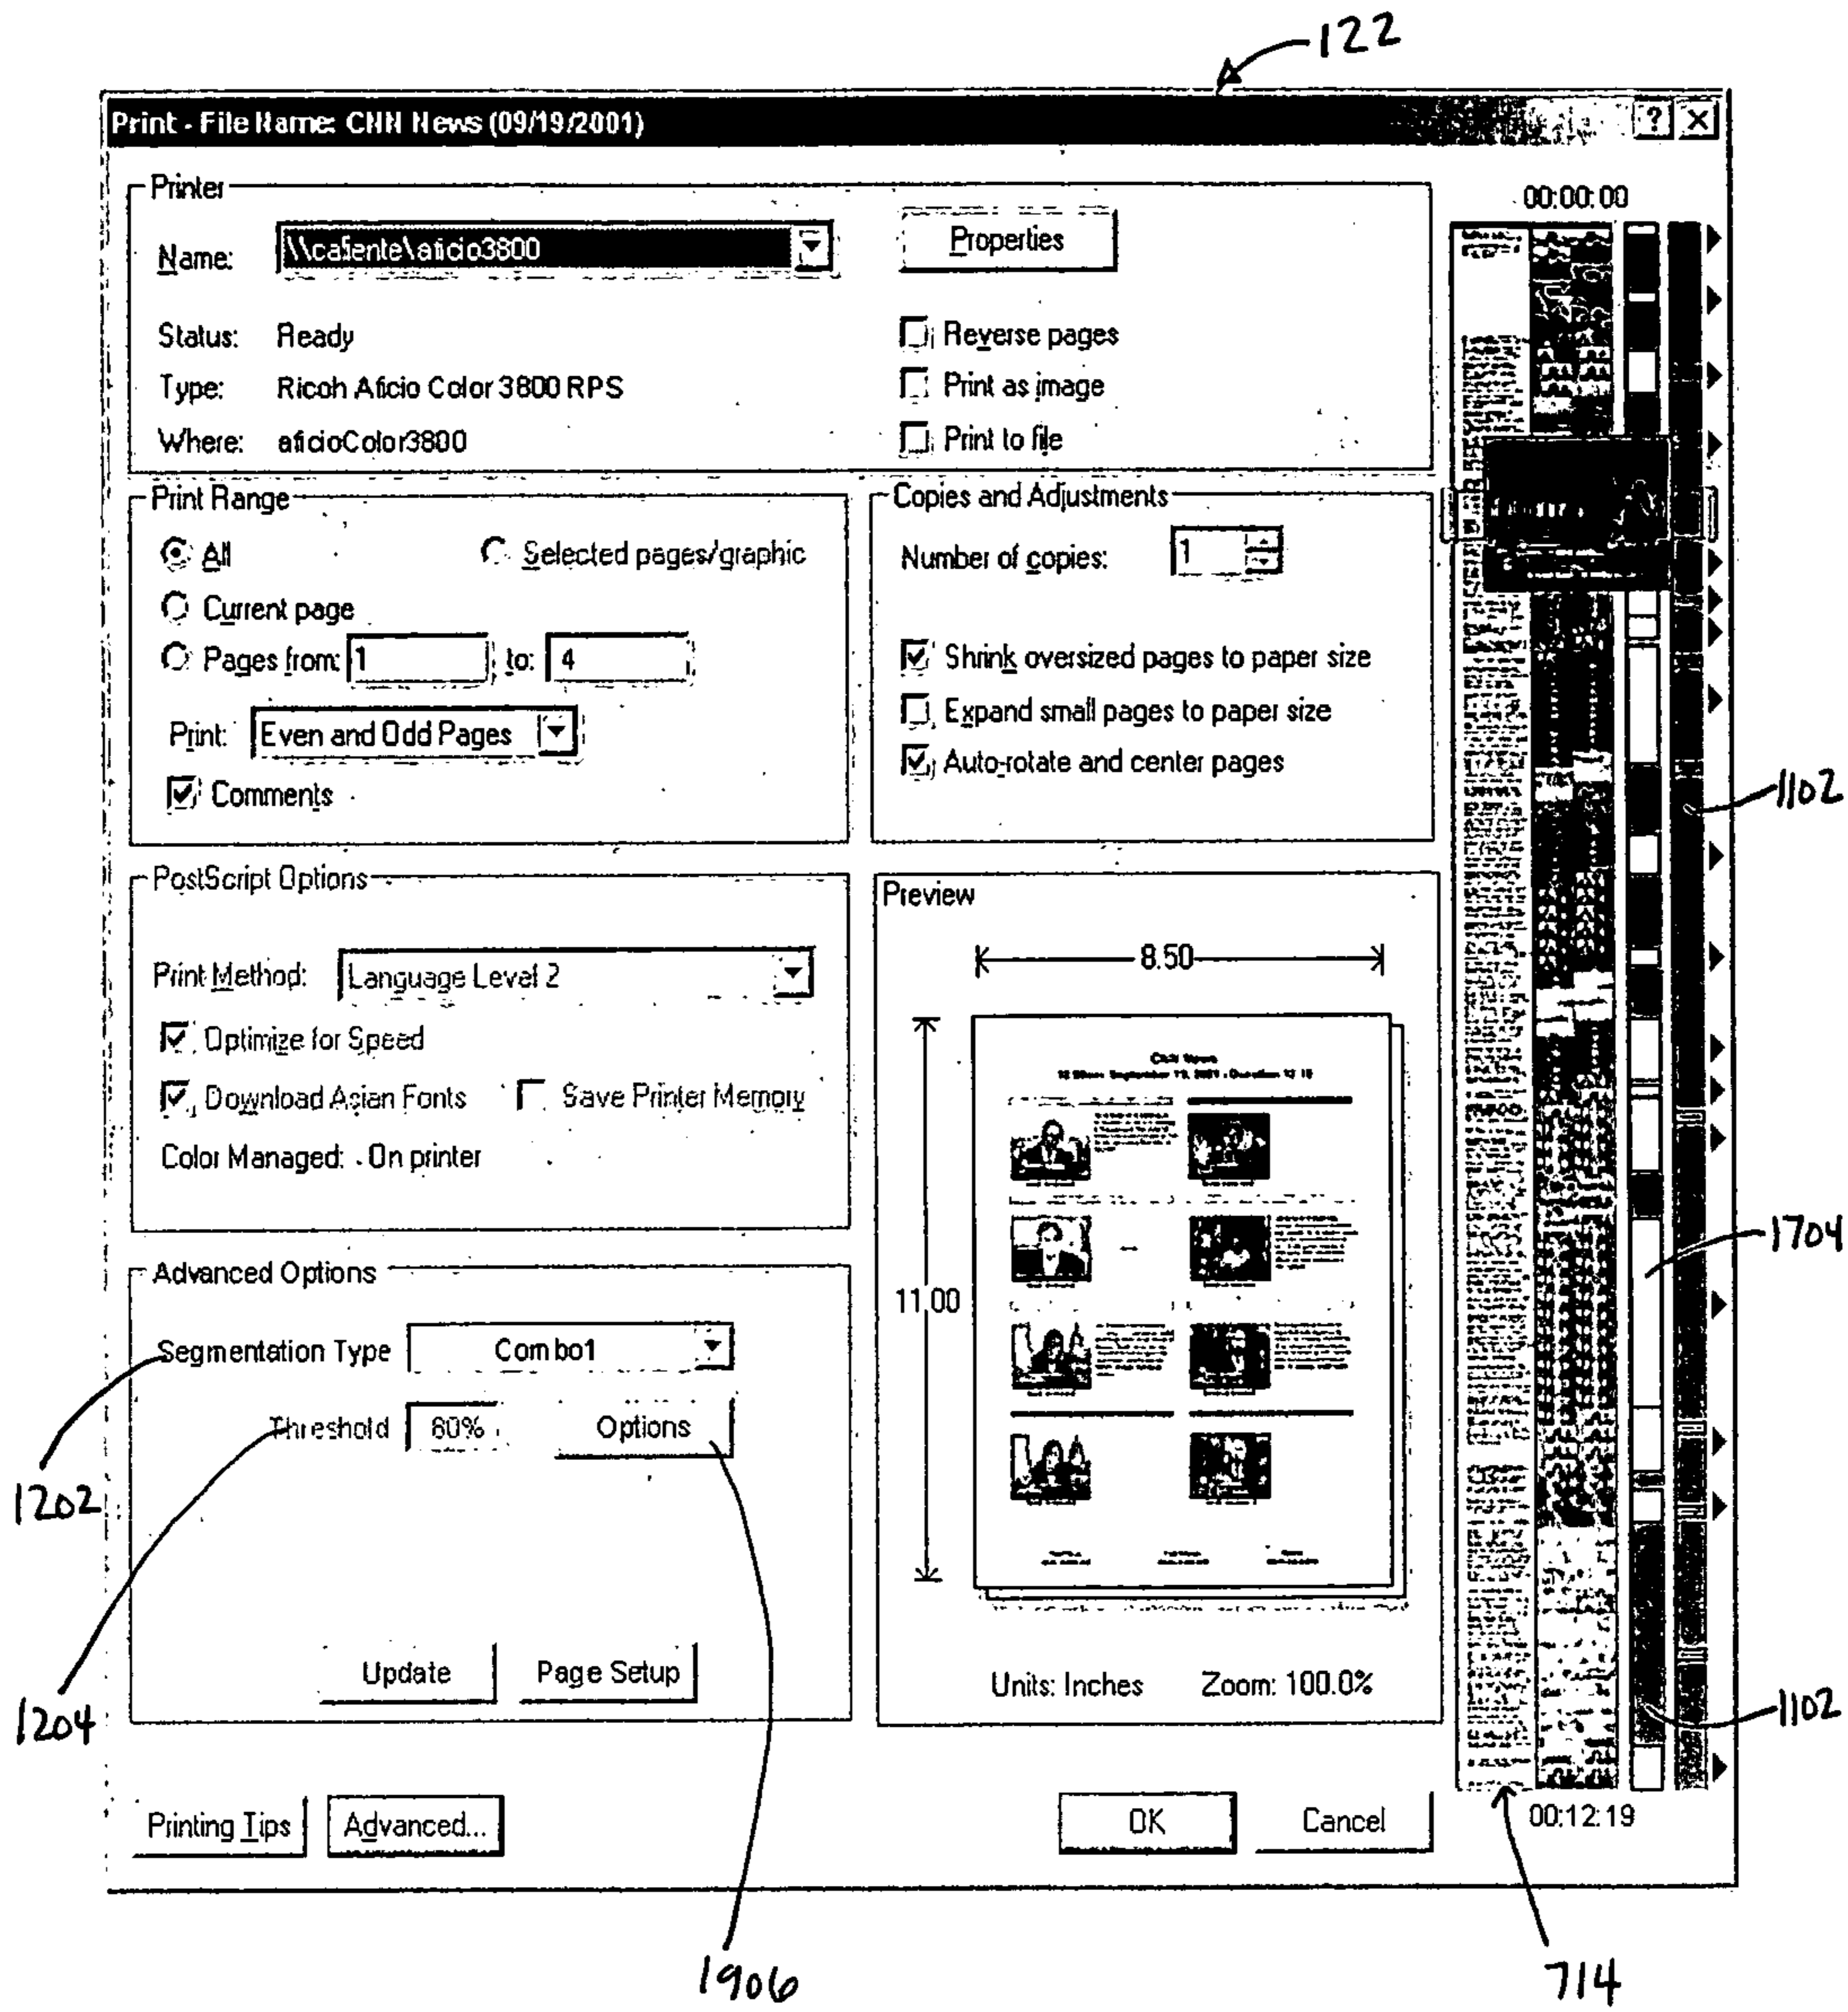 122
Print - File Name: CNN News (09/19/2001)
? X
Printer
00:00:00
Name: \\caliente\aficio3800
Properties
Status: Ready
Reverse pages
Type: Ricoh Aficio Color 3800 RPS
Print as image
Where: aficioColor3800
Print to file
Print Range
Copies and Adjustments
All
Selected pages/graphic
Number of copies: 1
Current page
Pages from: 1 to: 4
Shrink oversized pages to paper size
Print: Even and Odd Pages
Expand small pages to paper size
Comments
Auto-rotate and center pages
1102
PostScript Options
Preview
8.50
Print Method: Language Level 2
Optimize for Speed
CNN News
September 19, 2001 - Duration 12:19
Download Asian Fonts
Save Printer Memory
Color Managed: On printer
1704
Advanced Options
11.00
Segmentation Type Combo1
Threshold 80% Options
1202
Update
Page Setup
Units: Inches Zoom: 100.0%
1204
1102
Printing Tips
Advanced...
OK
Cancel
00:12:19
1906
714